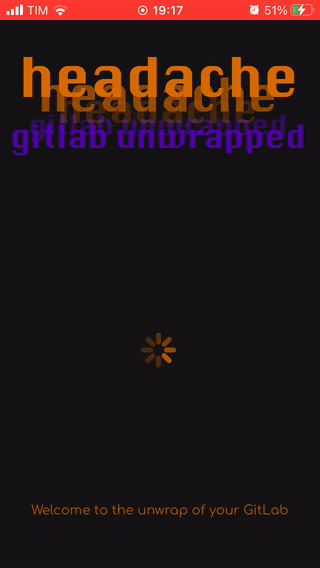 TIM 19:17 51%
headache
headache
headache
gitlab unwrapped
gitlab unwrapped
Welcome to the unwrap of your GitLab